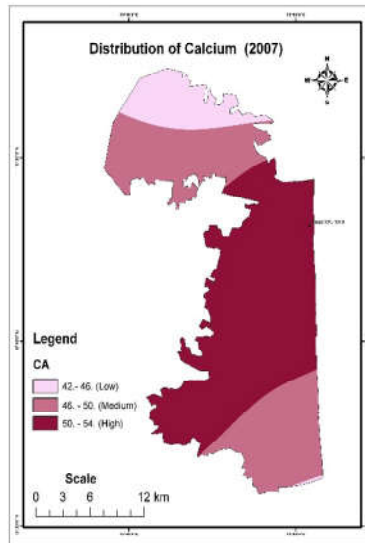 Distribution of Calcium (2007)
N
W E
S
Legend
CA
42.- 46. (Low)
46. - 50. (Medium)
50. - 54. (High)
Scale
0 3 6 12 km